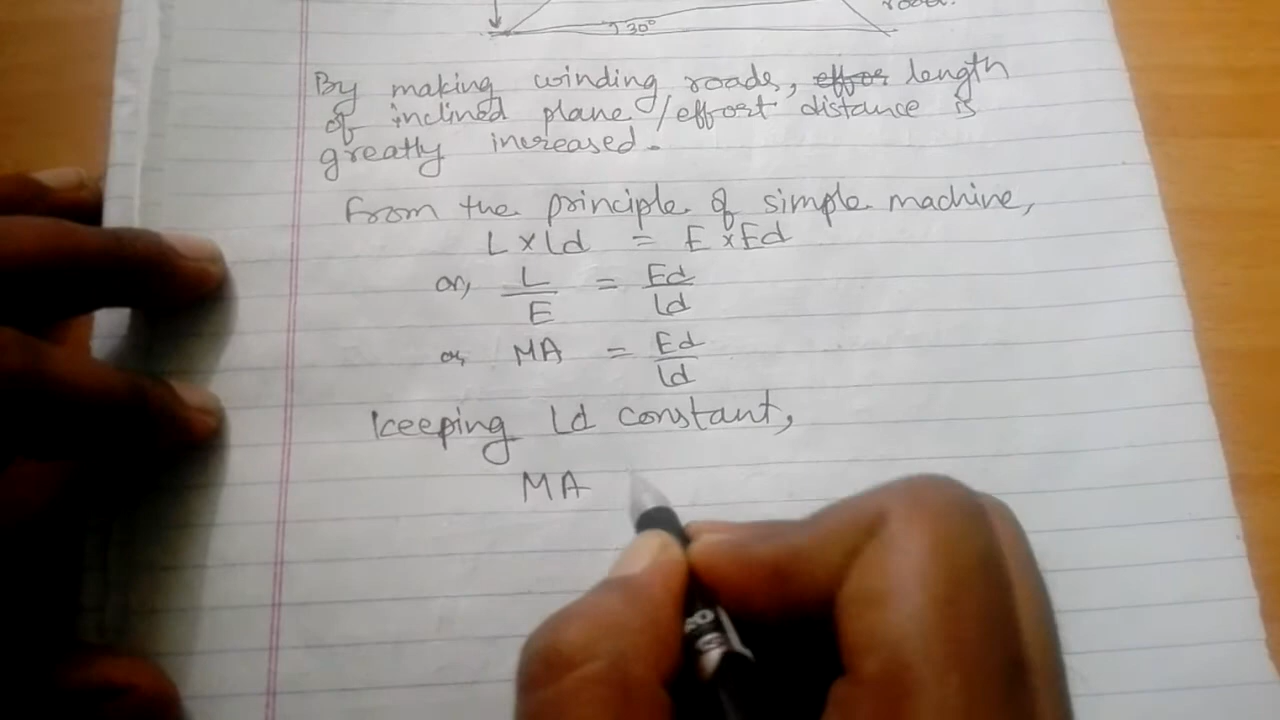 road.
30°
By making winding roads, effor length
of inclined plane/effort distance is
greatly increased.
From the principle of simple machine,
L × Ld = E × Ed
or, L/E = Ed/Ld
or, MA = Ed/Ld
keeping Ld constant,
MA